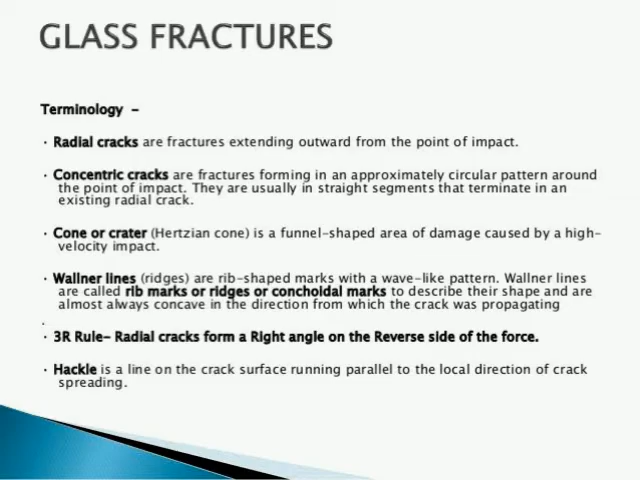 GLASS FRACTURES
Terminology -
· Radial cracks are fractures extending outward from the point of impact.
· Concentric cracks are fractures forming in an approximately circular pattern around
the point of impact. They are usually in straight segments that terminate in an
existing radial crack.
· Cone or crater (Hertzian cone) is a funnel-shaped area of damage caused by a high-
velocity impact.
· Wallner lines (ridges) are rib-shaped marks with a wave-like pattern. Wallner lines
are called rib marks or ridges or conchoidal marks to describe their shape and are
almost always concave in the direction from which the crack was propagating
.
· 3R Rule- Radial cracks form a Right angle on the Reverse side of the force.
· Hackle is a line on the crack surface running parallel to the local direction of crack
spreading.